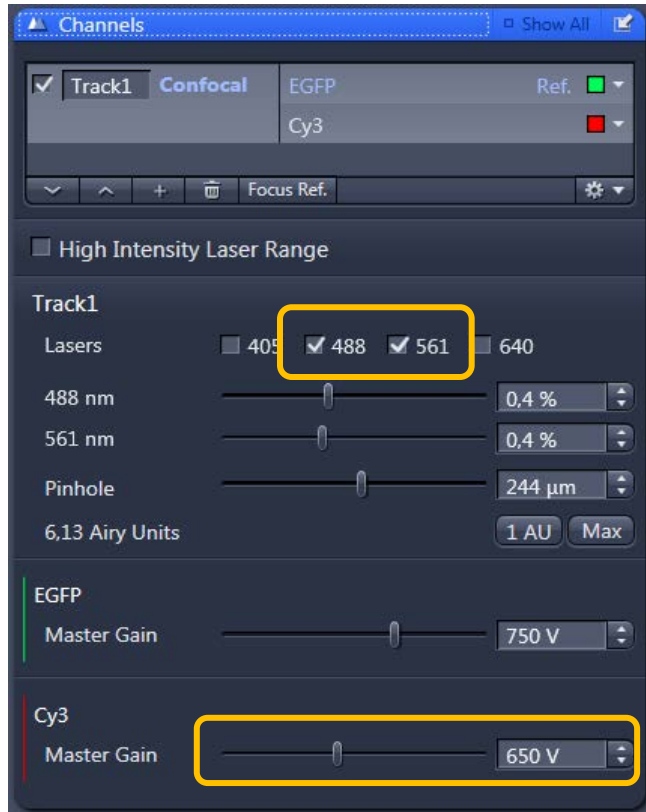 Channels Show All
Track1 Confocal EGFP Ref.
Cy3
+ Focus Ref.
High Intensity Laser Range
Track1
Lasers 405 488 561 640
488 nm 0,4 %
561 nm 0,4 %
Pinhole 244 µm
6,13 Airy Units 1 AU Max
EGFP
Master Gain 750 V
Cy3
Master Gain 650 V